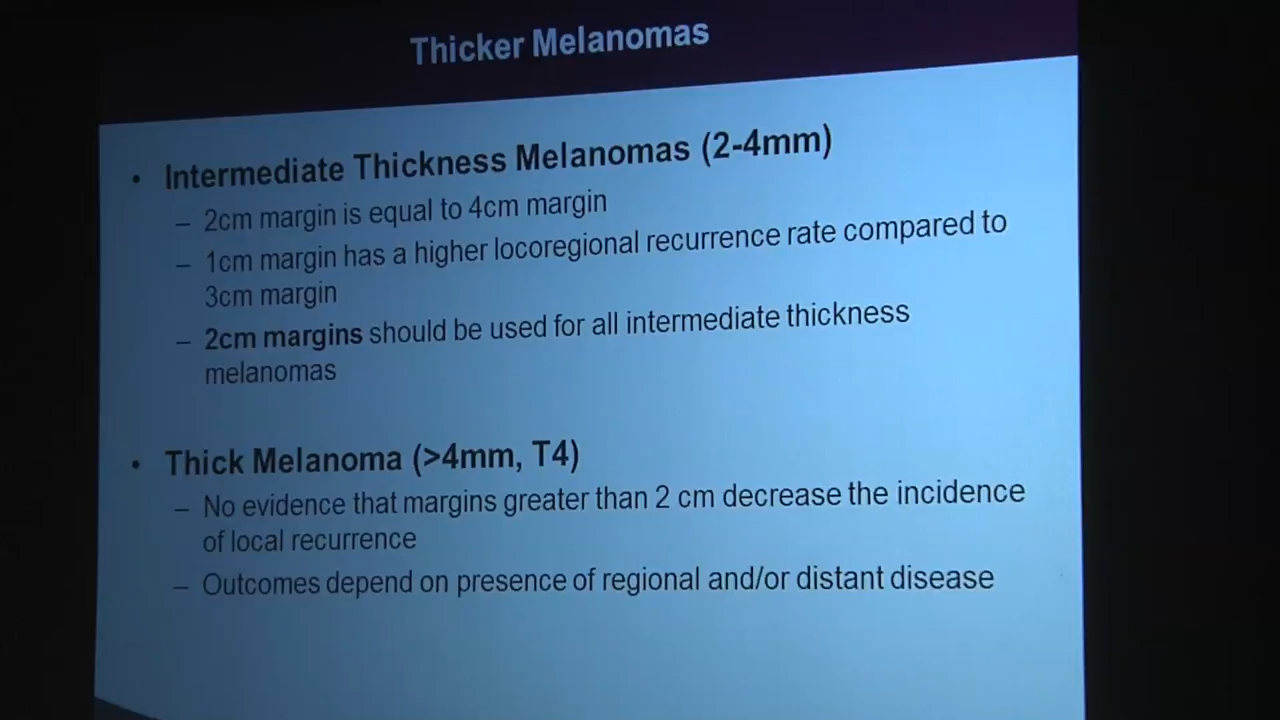 Thicker Melanomas
• Intermediate Thickness Melanomas (2-4mm)
– 2cm margin is equal to 4cm margin
– 1cm margin has a higher locoregional recurrence rate compared to
3cm margin
– 2cm margins should be used for all intermediate thickness
melanomas
• Thick Melanoma (>4mm, T4)
– No evidence that margins greater than 2 cm decrease the incidence
of local recurrence
– Outcomes depend on presence of regional and/or distant disease